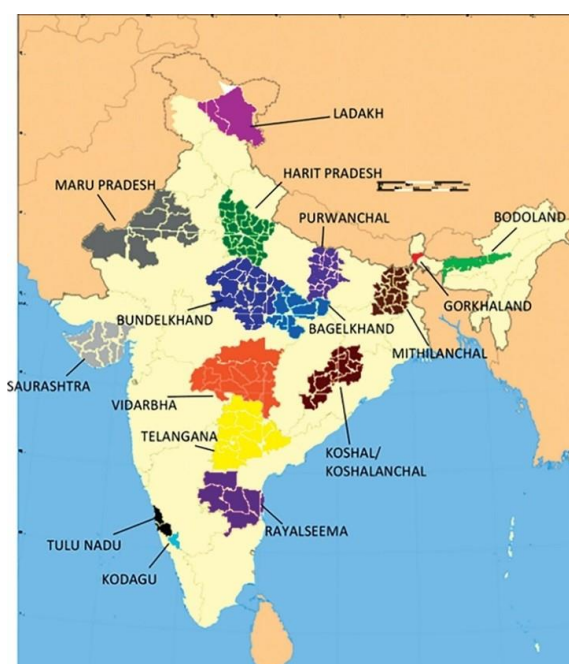 LADAKH
HARIT PRADESH
MARU PRADESH
PURWANCHAL
BODOLAND
GORKHALAND
BUNDELKHAND
BAGELKHAND
MITHILANCHAL
SAURASHTRA
VIDARBHA
TELANGANA
KOSHAL/
KOSHALANCHAL
RAYALSEEMA
TULU NADU
KODAGU